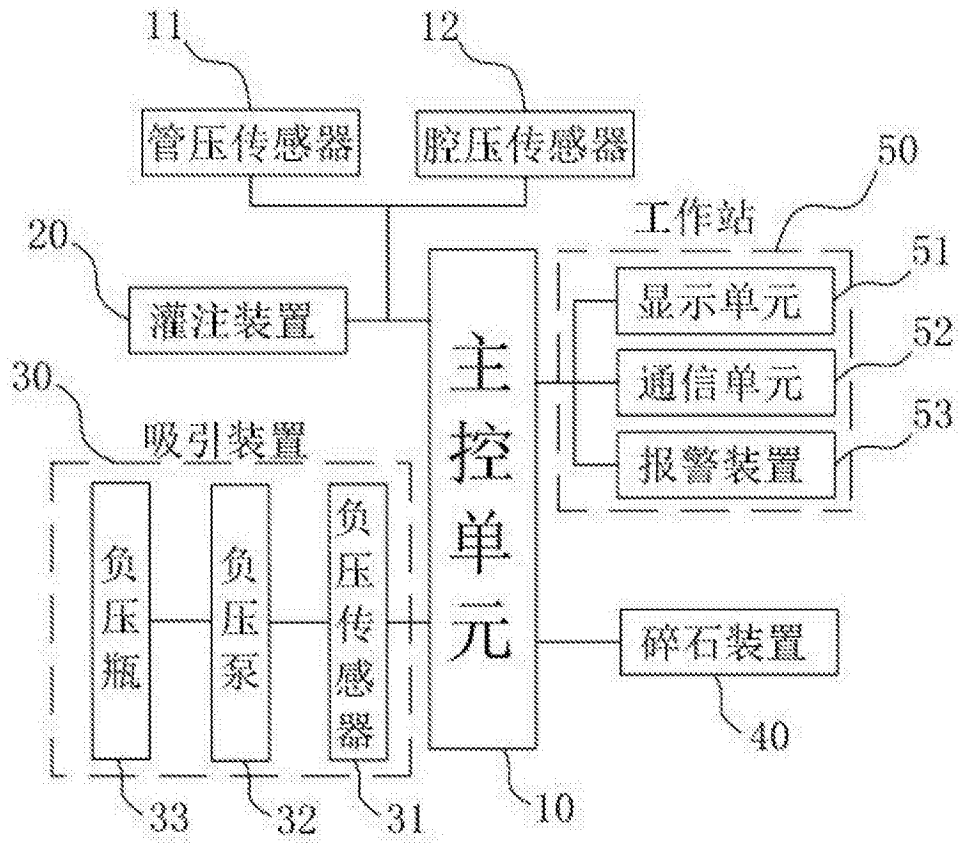 11
12
管压传感器
腔压传感器
50
工作站
20
51
灌注装置
显示单元
52
30
主控单元
通信单元
53
吸引装置
报警装置
负压瓶
负压泵
负压传感器
碎石装置
40
33
32
31
10